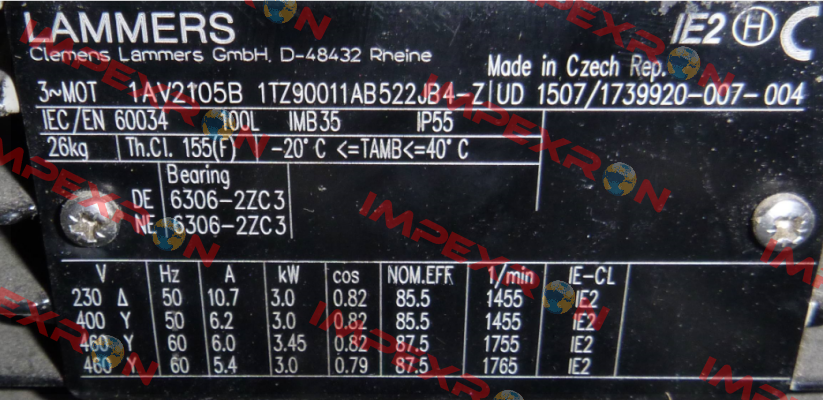 LAMMERS IE2 H C
Clemens Lammers GmbH, D-48432 Rheine
Made in Czech Rep.
3~MOT 1AV2105B 1TZ90011AB522JB4-Z UD 1507/1739920-007-004
IEC/EN 60034 100L IMB35 IP55
26kg Th.Cl. 155(F) -20°C <=TAMB<=40°C
Bearing
DE 6306-2ZC3
NE 6306-2ZC3
V Hz A kW cos NOM.EFF 1/min IE-CL
230 Δ 50 10.7 3.0 0.82 85.5 1455 IE2
400 Y 50 6.2 3.0 0.82 85.5 1455 IE2
460 Y 60 6.0 3.45 0.82 87.5 1755 IE2
460 Y 60 5.4 3.0 0.79 87.5 1765 IE2
IMPEXRON